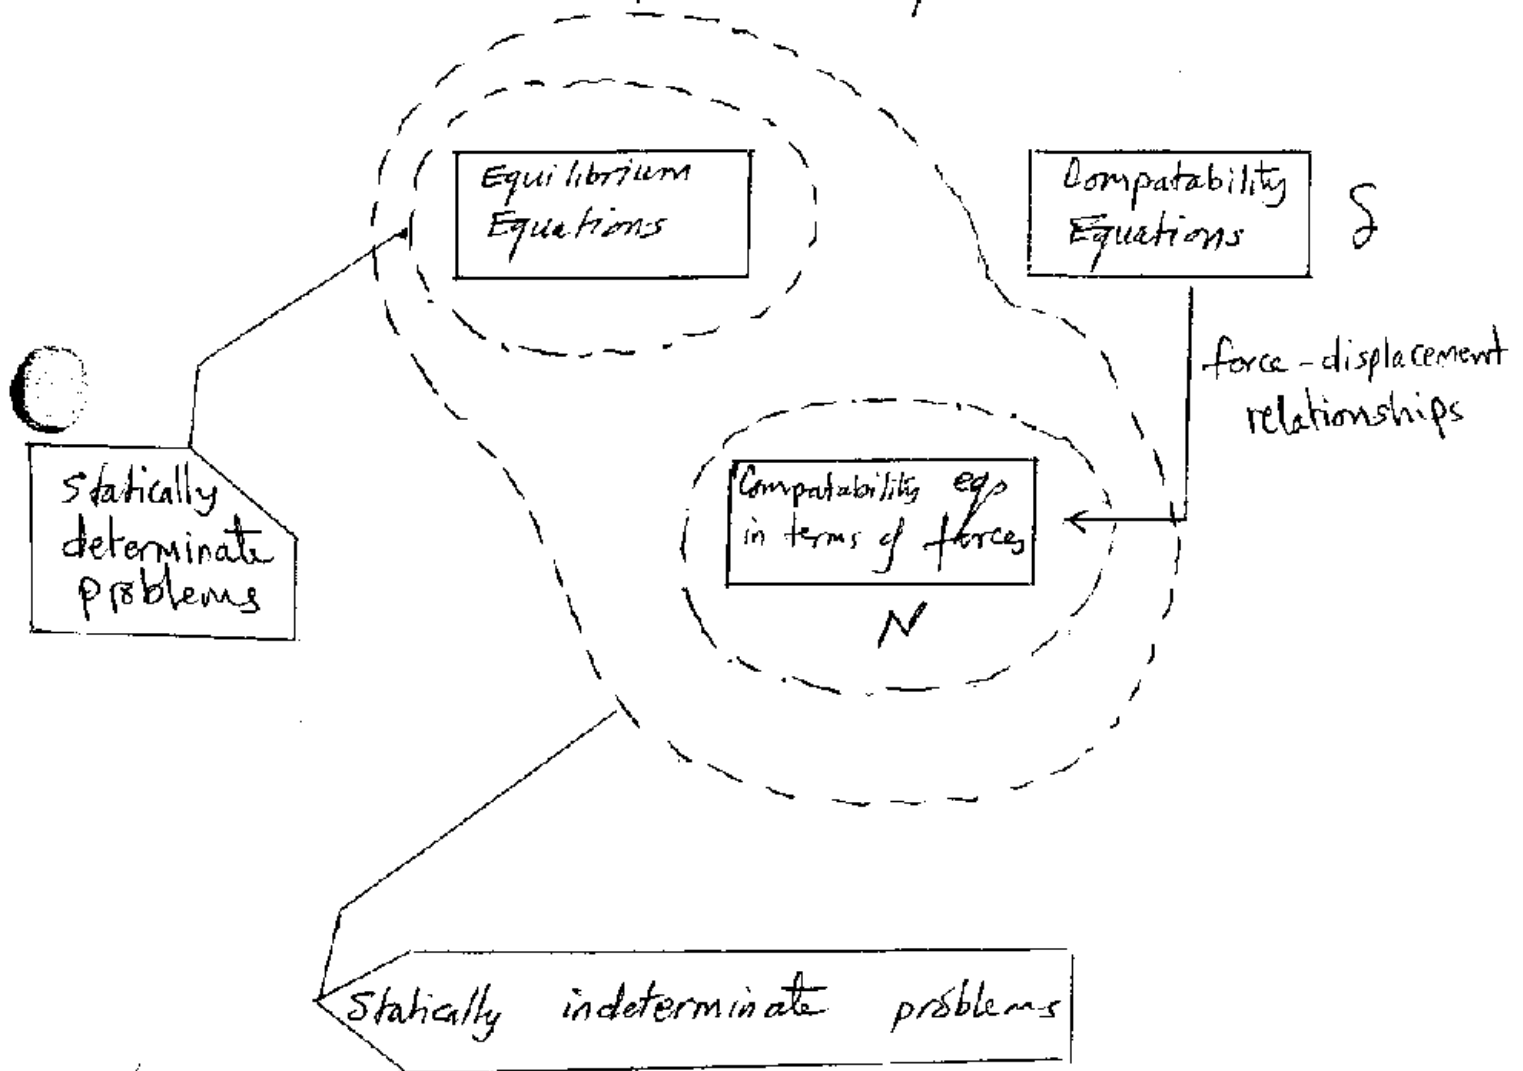 Equilibrium
Equations
Compatability
Equations
δ
force-displacement
relationships
Statically
determinate
problems
Compatability eqs
in terms of forces
N
Statically indeterminate problems